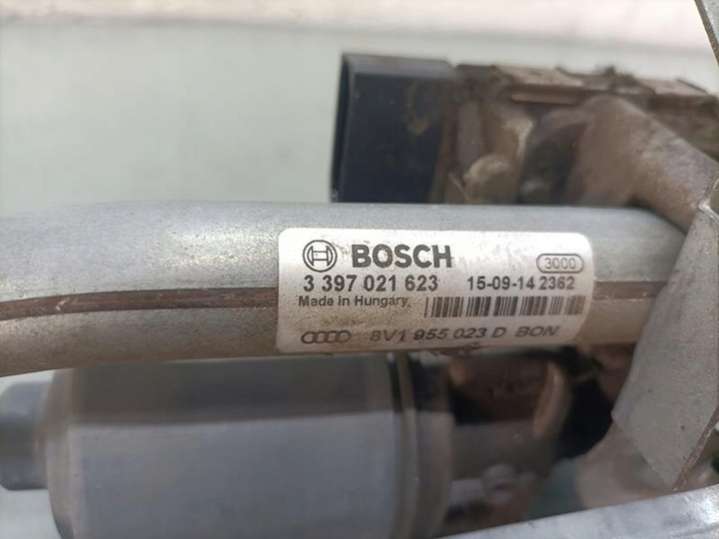 BOSCH
3000
3 397 021 623 15-09-14 2362
Made in Hungary,
8V1 955 023 D BON